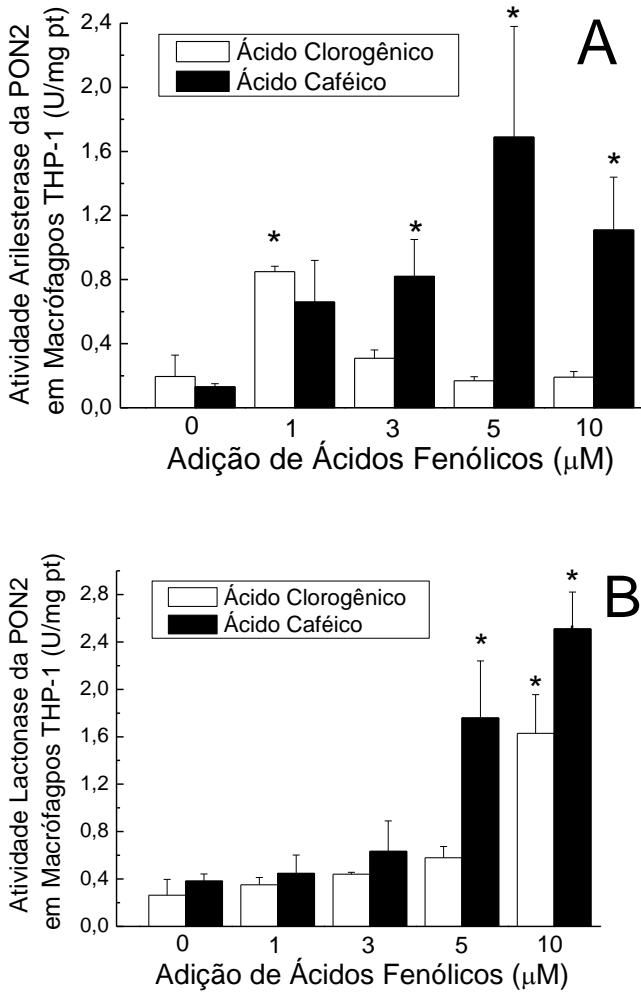 A
Ácido Clorogênico
Ácido Caféico
Atividade Arilesterase da PON2
em Macrófagpos THP-1 (U/mg pt)
2,4
2,0
1,6
1,2
0,8
0,4
0,0
* * * *
0 1 3 5 10
Adição de Ácidos Fenólicos (μM)
B
Ácido Clorogênico
Ácido Caféico
Atividade Lactonase da PON2
em Macrófagpos THP-1 (U/mg pt)
2,8
2,4
2,0
1,6
1,2
0,8
0,4
0,0
* * *
0 1 3 5 10
Adição de Ácidos Fenólicos (μM)